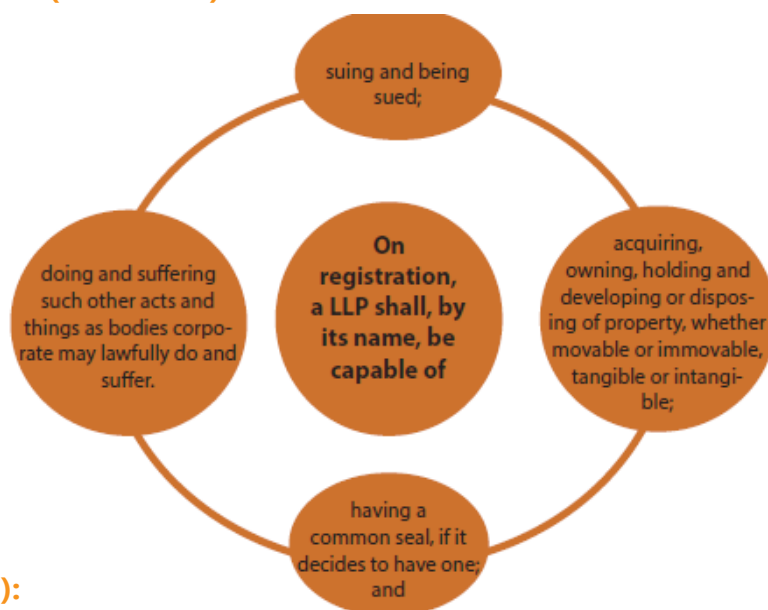 suing and being
sued;
On
registration,
a LLP shall, by
its name, be
capable of
acquiring,
owning, holding and
developing or dispos-
ing of property, whether
movable or immovable,
tangible or intangi-
ble;
having a
common seal, if it
decides to have one;
and
doing and suffering
such other acts and
things as bodies corpo-
rate may lawfully do and
suffer.
):